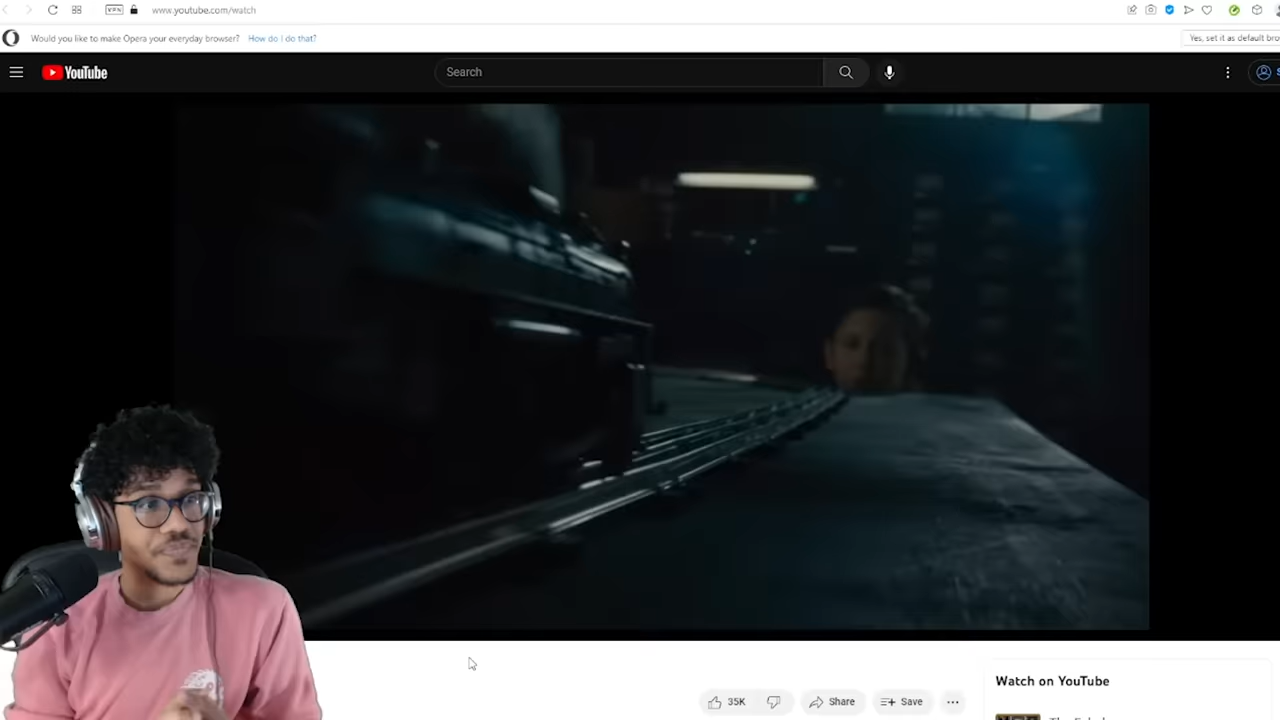 VPN
www.youtube.com/watch
Would you like to make Opera your everyday browser? How do I do that?
Yes, set it as default bro
YouTube
Search
S
35K
Share
Save
Watch on YouTube